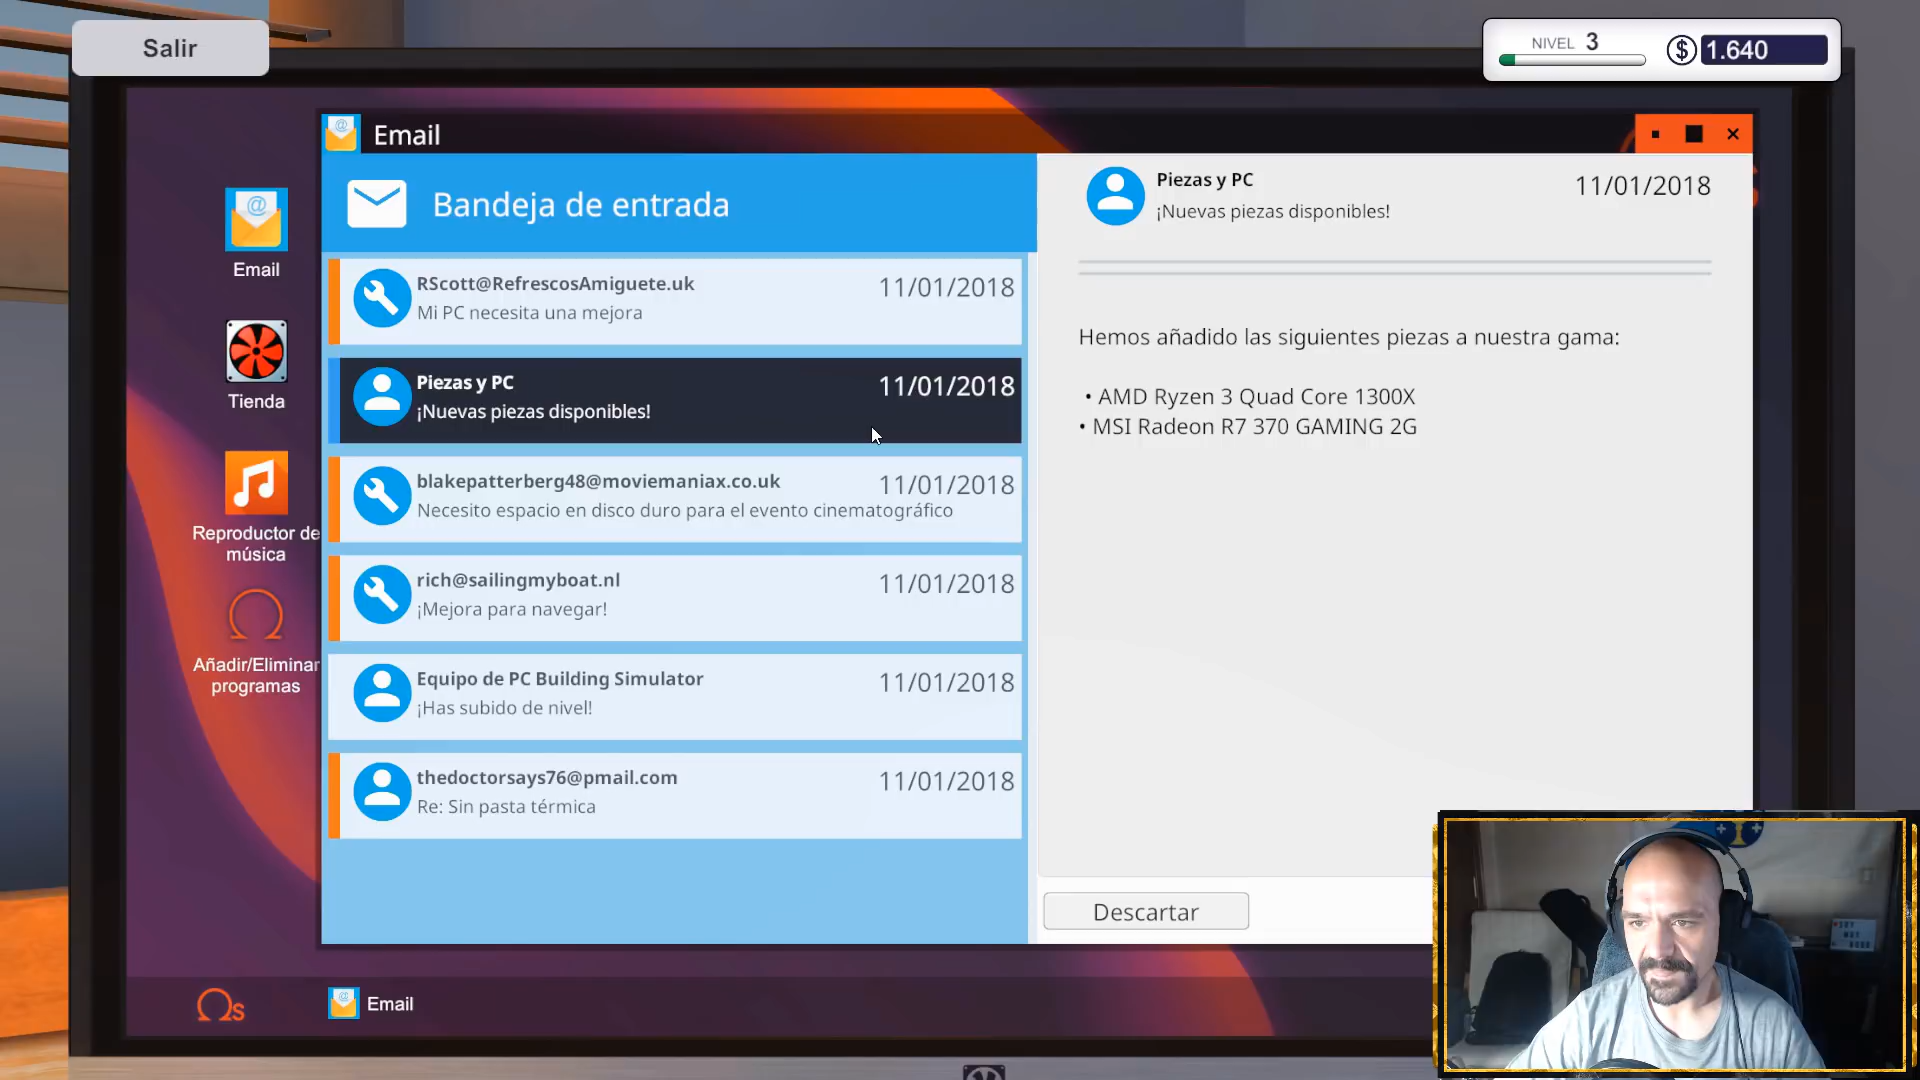 Salir
NIVEL 3
$ 1.640
Email
Bandeja de entrada
RScott@RefrescosAmiguete.uk 11/01/2018
Mi PC necesita una mejora
Piezas y PC 11/01/2018
¡Nuevas piezas disponibles!
blakepatterberg48@moviemaniax.co.uk 11/01/2018
Necesito espacio en disco duro para el evento cinematográfico
rich@sailingmyboat.nl 11/01/2018
¡Mejora para navegar!
Equipo de PC Building Simulator 11/01/2018
¡Has subido de nivel!
thedoctorsays76@pmail.com 11/01/2018
Re: Sin pasta térmica
Piezas y PC 11/01/2018
¡Nuevas piezas disponibles!
Hemos añadido las siguientes piezas a nuestra gama:
• AMD Ryzen 3 Quad Core 1300X
• MSI Radeon R7 370 GAMING 2G
Descartar
Email
Tienda
Reproductor de
música
Añadir/Eliminar
programas
Ωs
Email